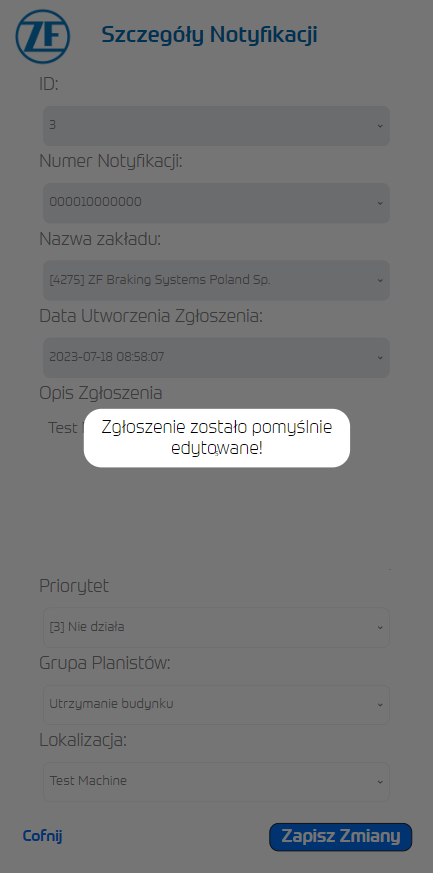 ZF
Szczegóły Notyfikacji
ID:
3
Numer Notyfikacji:
000010000000
Nazwa zakładu:
[4275] ZF Braking Systems Poland Sp.
Data Utworzenia Zgłoszenia:
2023-07-18 08:58:07
Opis Zgłoszenia
Test
Zgłoszenie zostało pomyślnie
edytowane!
Priorytet
[3] Nie działa
Grupa Planistów:
Utrzymanie budynku
Lokalizacja:
Test Machine
Cofnij
Zapisz Zmiany